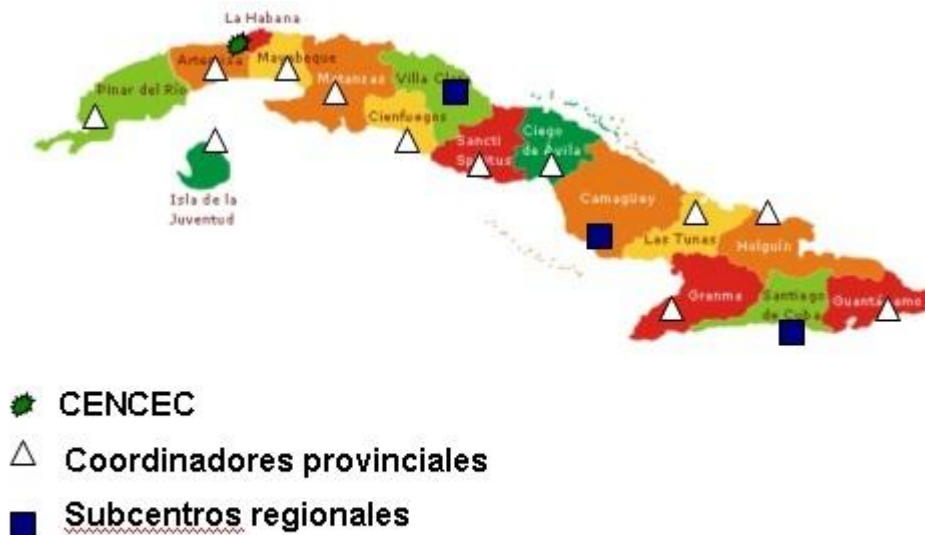 La Habana
Artemisa
Mayabeque
Matanzas
Villa Clara
Pinar del Río
Cienfuegos
Sancti
Spíritus
Ciego
de Ávila
Isla de la
Juventud
Camagüey
Las Tunas
Holguín
Granma
Santiago
de Cuba
Guantánamo
CENCEC
Coordinadores provinciales
Subcentros regionales